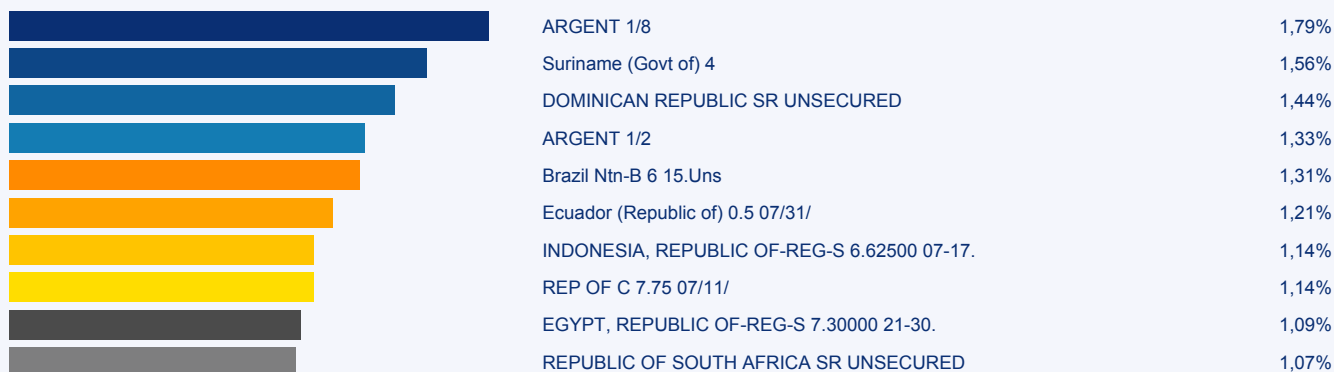 ARGENT 1/8 1,79%
Suriname (Govt of) 4 1,56%
DOMINICAN REPUBLIC SR UNSECURED 1,44%
ARGENT 1/2 1,33%
Brazil Ntn-B 6 15.Uns 1,31%
Ecuador (Republic of) 0.5 07/31/ 1,21%
INDONESIA, REPUBLIC OF-REG-S 6.62500 07-17. 1,14%
REP OF C 7.75 07/11/ 1,14%
EGYPT, REPUBLIC OF-REG-S 7.30000 21-30. 1,09%
REPUBLIC OF SOUTH AFRICA SR UNSECURED 1,07%